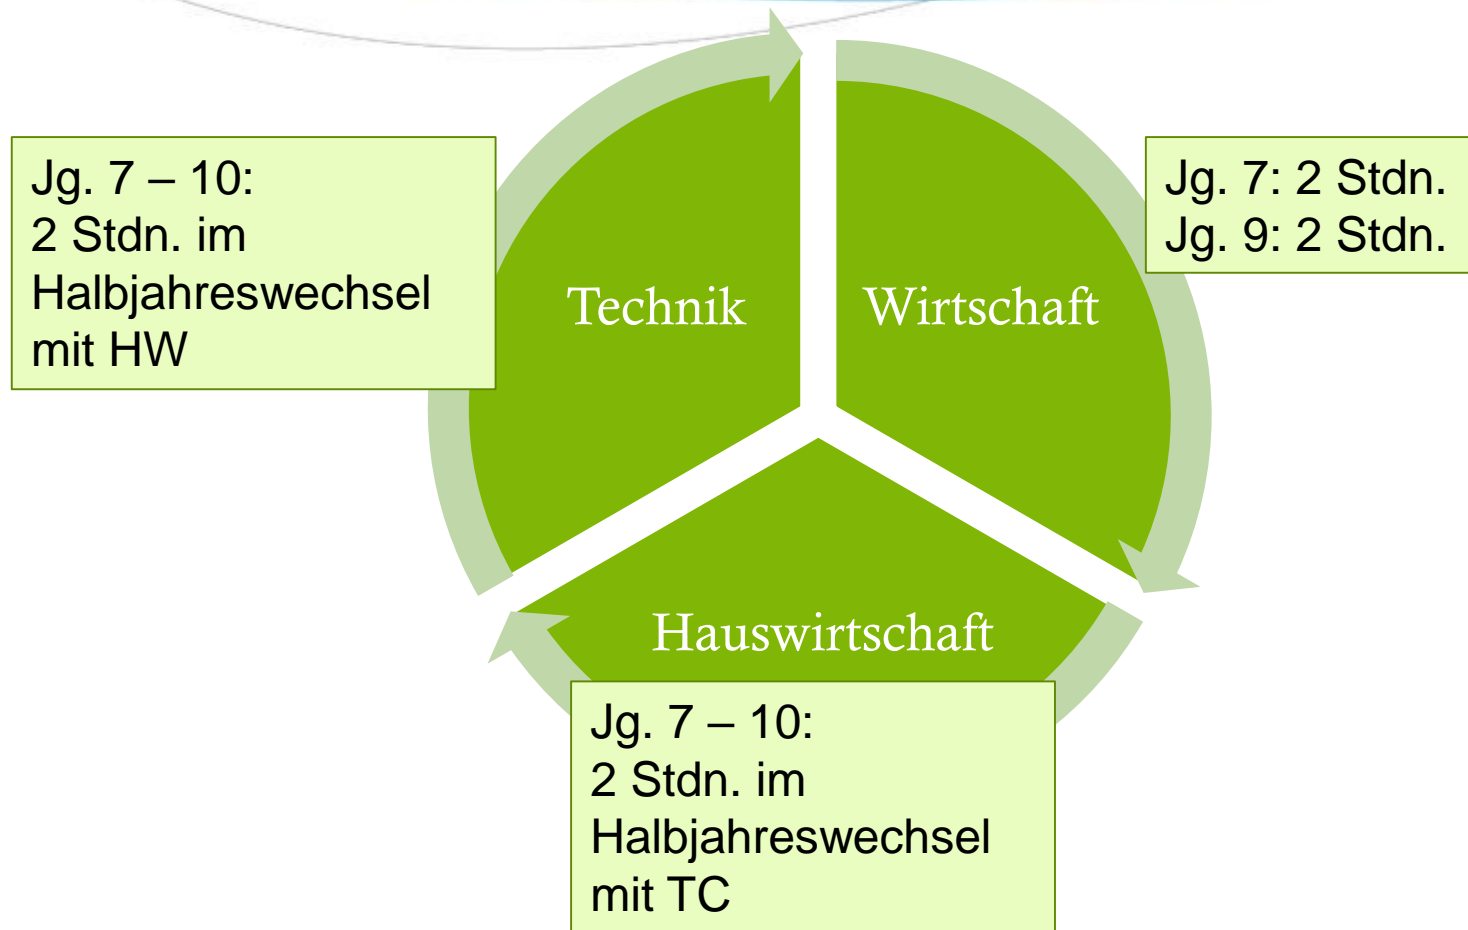 Jg. 7 – 10:
2 Stdn. im
Halbjahreswechsel
mit HW
Technik
Wirtschaft
Jg. 7: 2 Stdn.
Jg. 9: 2 Stdn.
Hauswirtschaft
Jg. 7 – 10:
2 Stdn. im
Halbjahreswechsel
mit TC